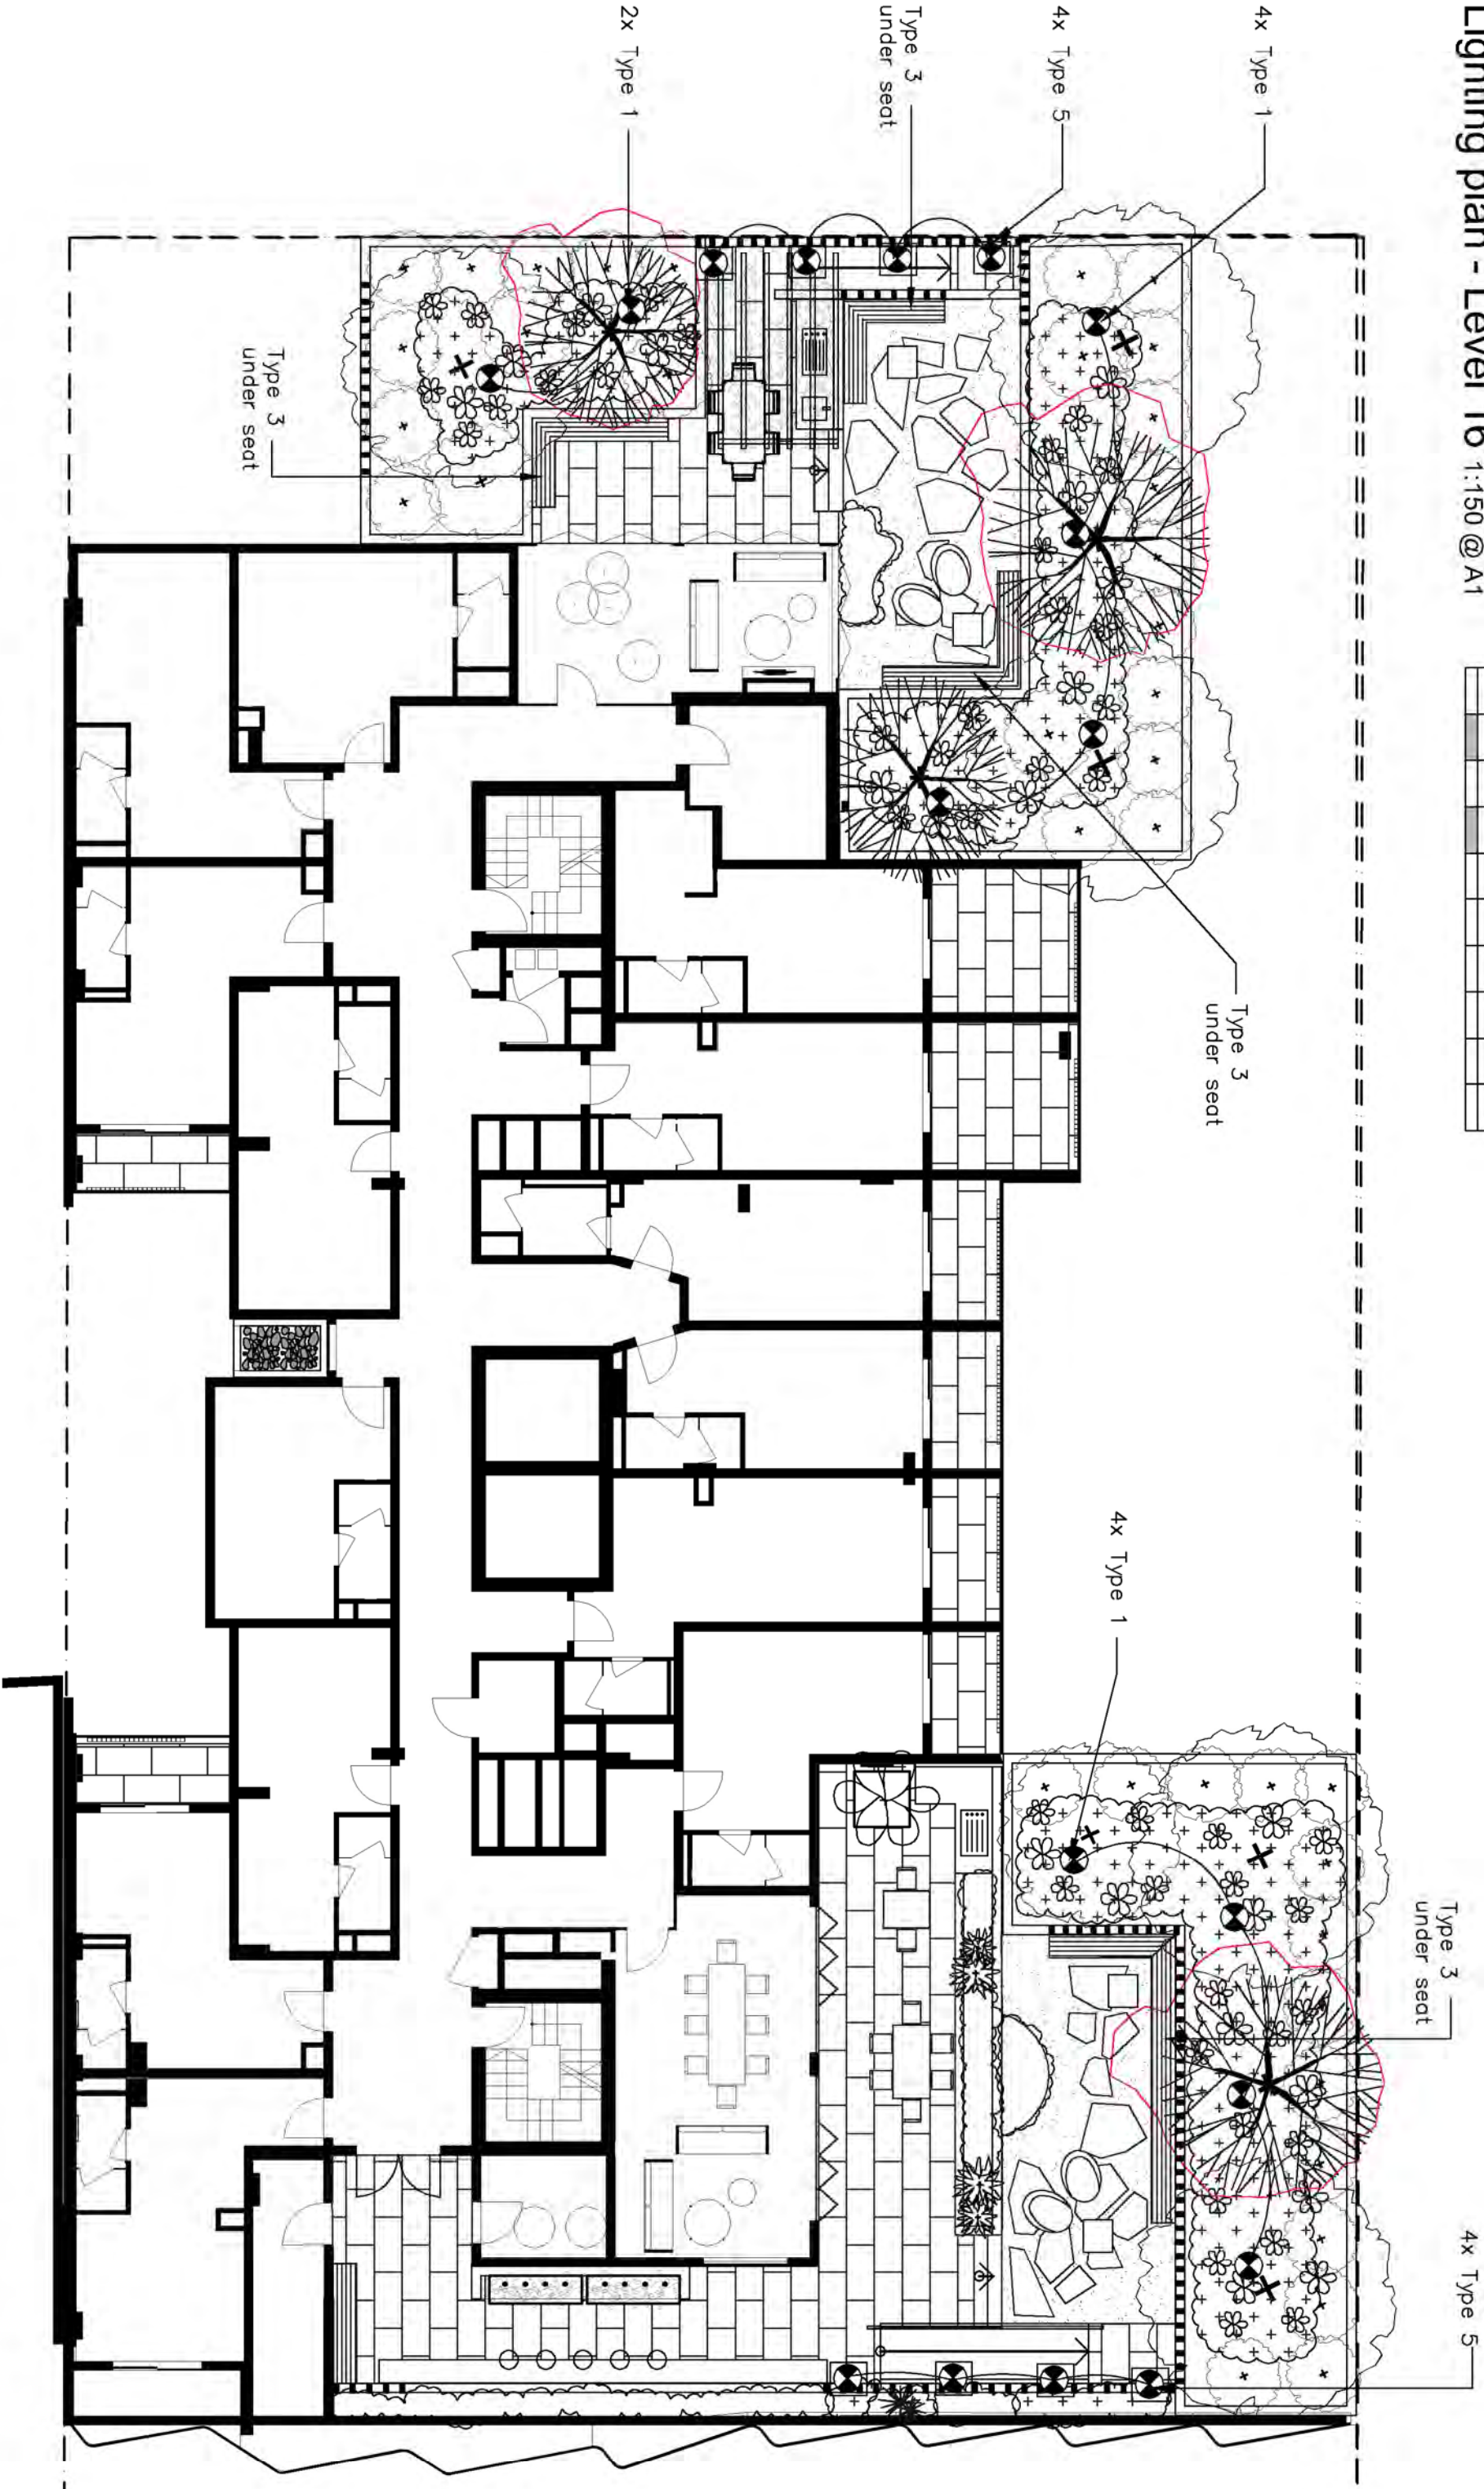 Lighting plan - Level 16 1:150 @ A1
4x Type 1
4x Type 5
Type 3
under seat
2x Type 1
Type 3
under seat
Type 3
under seat
4x Type 1
Type 3
under seat
4x Type 5